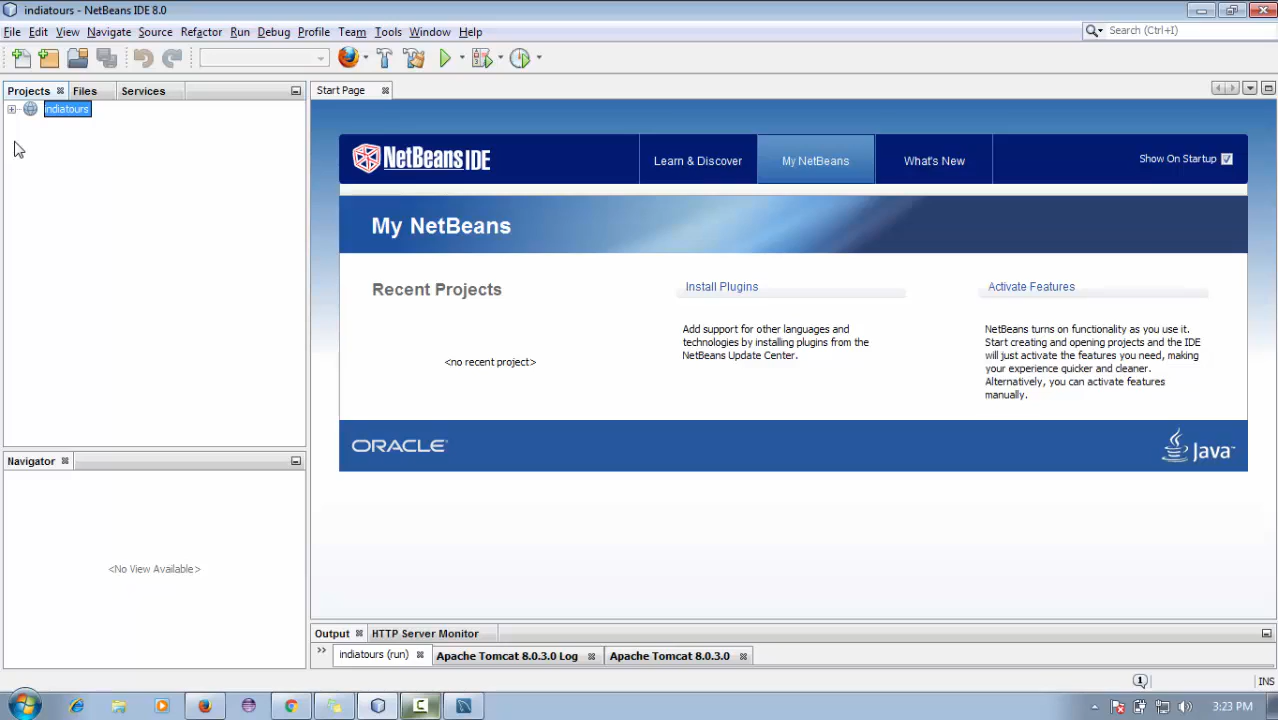 indiatours - NetBeans IDE 8.0
File Edit View Navigate Source Refactor Run Debug Profile Team Tools Window Help
Search (Ctrl+I)
Projects Files Services
Start Page
indiatours
NetBeans IDE
Learn & Discover
My NetBeans
What's New
Show On Startup
My NetBeans
Recent Projects
<no recent project>
Install Plugins
Add support for other languages and
technologies by installing plugins from the
NetBeans Update Center.
Activate Features
NetBeans turns on functionality as you use it.
Start creating and opening projects and the IDE
will just activate the features you need, making
your experience quicker and cleaner.
Alternatively, you can activate features
manually.
ORACLE
Java
Navigator
<No View Available>
Output HTTP Server Monitor
indiatours (run) Apache Tomcat 8.0.3.0 Log Apache Tomcat 8.0.3.0
1
INS
3:23 PM